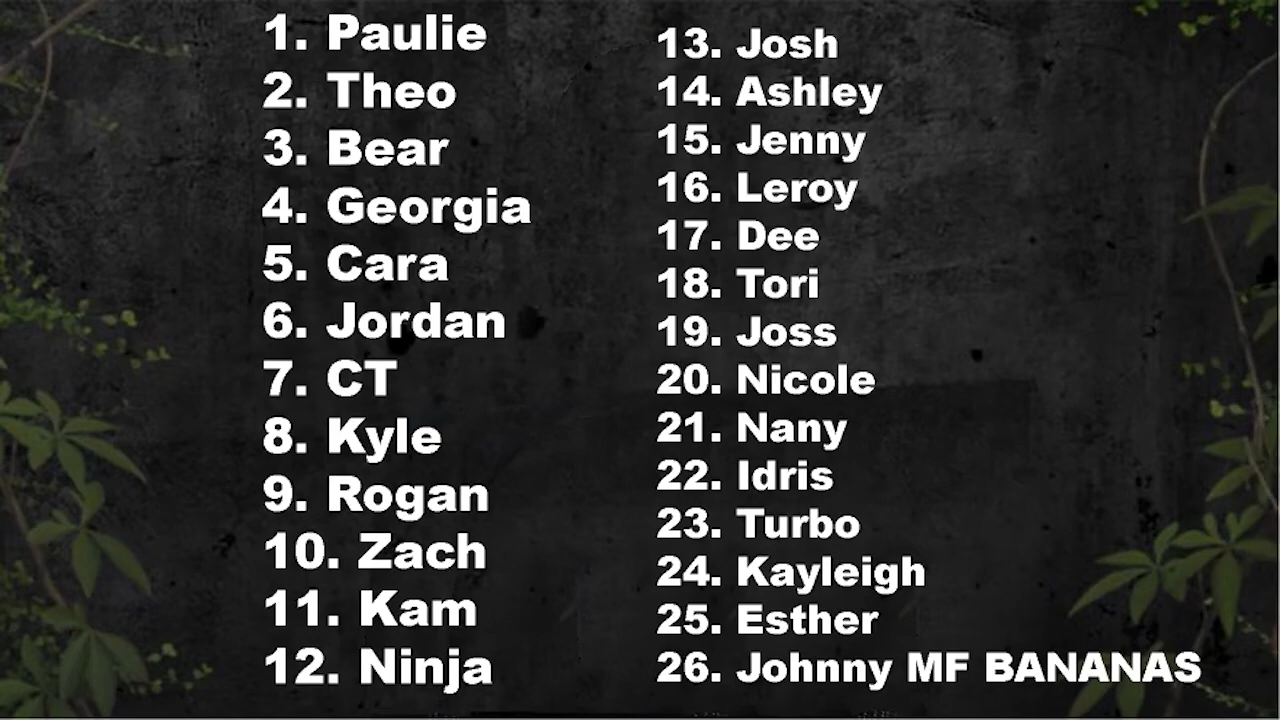 1. Paulie
2. Theo
3. Bear
4. Georgia
5. Cara
6. Jordan
7. CT
8. Kyle
9. Rogan
10. Zach
11. Kam
12. Ninja
13. Josh
14. Ashley
15. Jenny
16. Leroy
17. Dee
18. Tori
19. Joss
20. Nicole
21. Nany
22. Idris
23. Turbo
24. Kayleigh
25. Esther
26. Johnny MF BANANAS